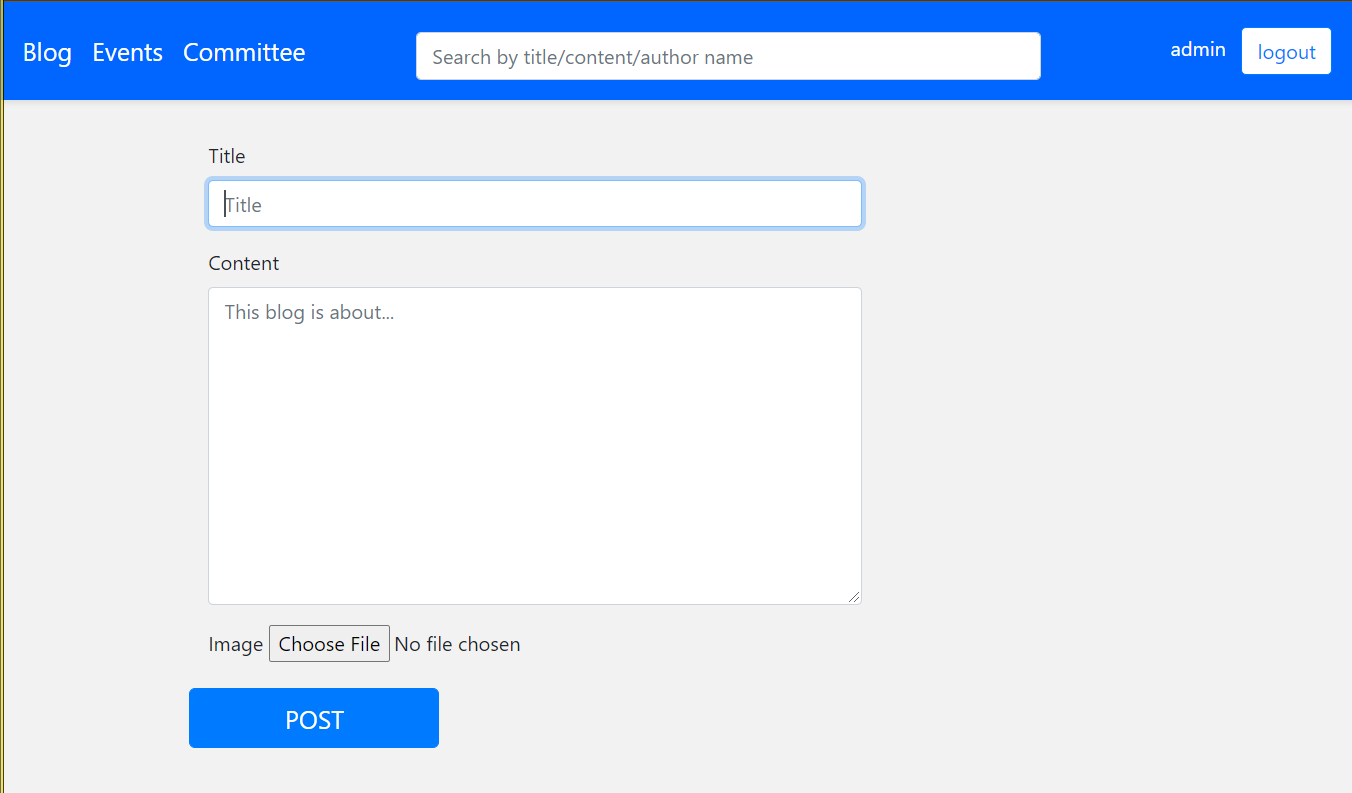 Blog Events Committee Search by title/content/author name admin logout
Title
Title
Content
This blog is about...
Image Choose File No file chosen
POST